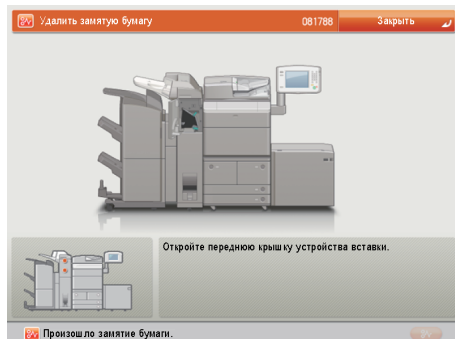 Удалить замятую бумагу 081788 Закрыть
Откройте переднюю крышку устройства вставки.
Произошло замятие бумаги.